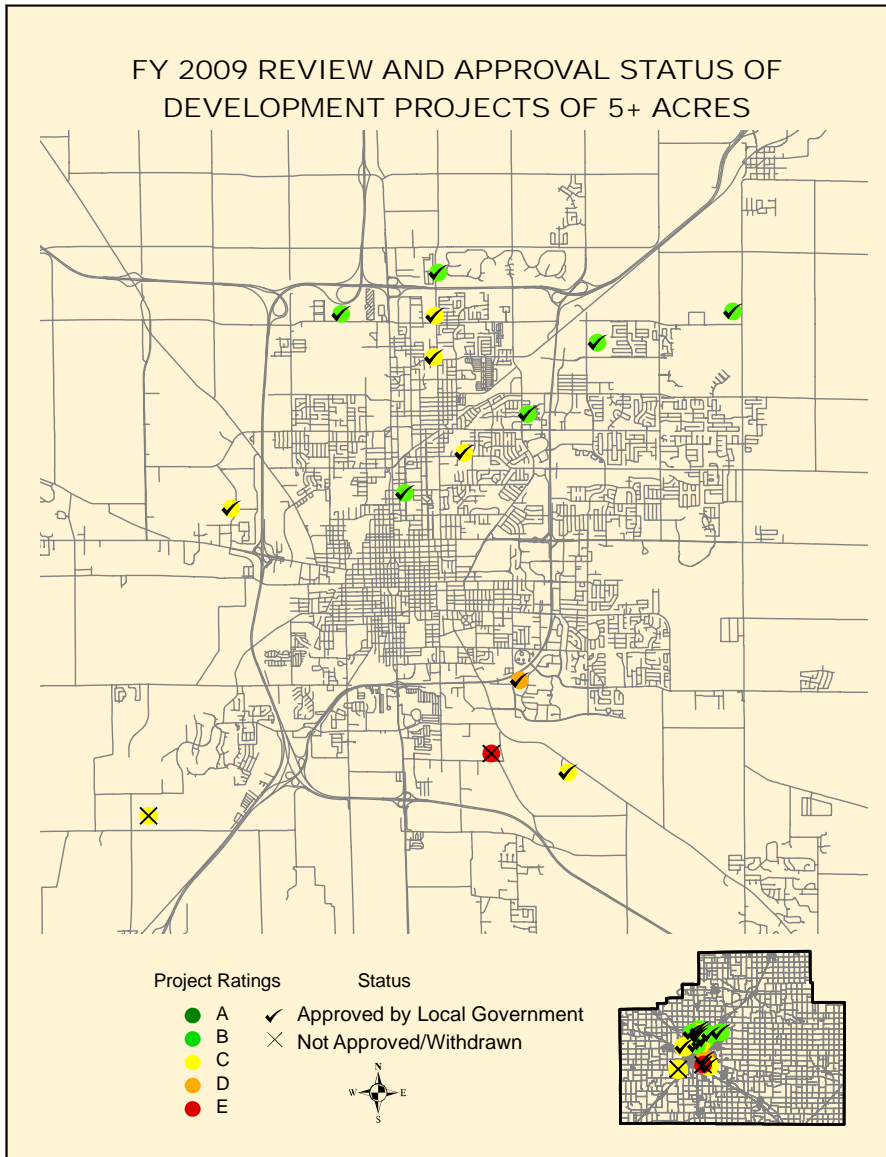 FY 2009 REVIEW AND APPROVAL STATUS OF
DEVELOPMENT PROJECTS OF 5+ ACRES
Project Ratings
A
B
C
D
E
Status
Approved by Local Government
Not Approved/Withdrawn
N
W E
S